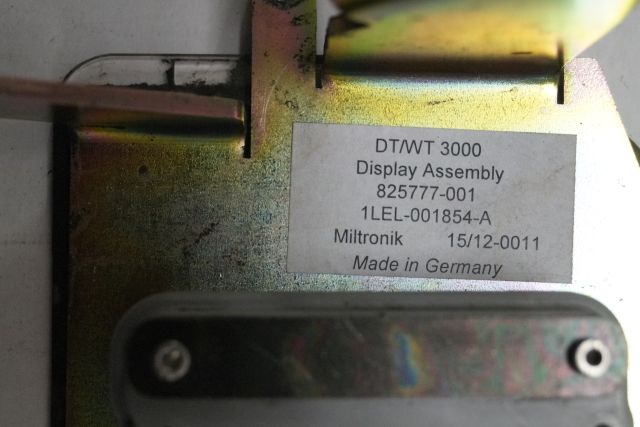 DT/WT 3000
Display Assembly
825777-001
1LEL-001854-A
Miltronik 15/12-0011
Made in Germany